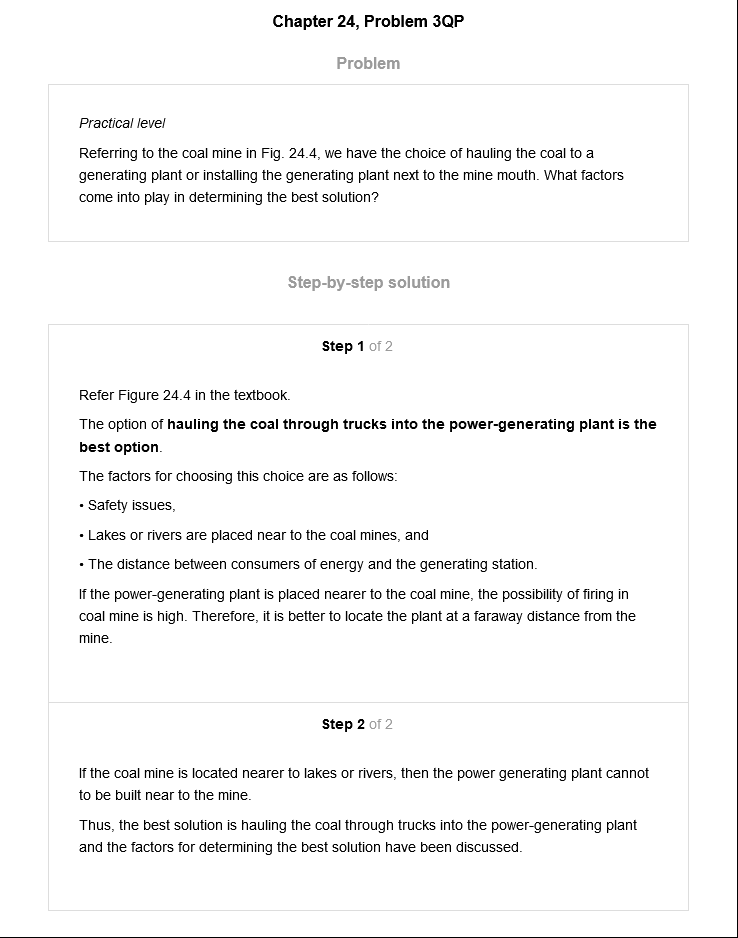 Chapter 24, Problem 3QP
Problem
Practical level
Referring to the coal mine in Fig. 24.4, we have the choice of hauling the coal to a
generating plant or installing the generating plant next to the mine mouth. What factors
come into play in determining the best solution?
Step-by-step solution
Step 1 of 2
Refer Figure 24.4 in the textbook.
The option of hauling the coal through trucks into the power-generating plant is the
best option.
The factors for choosing this choice are as follows:
• Safety issues,
• Lakes or rivers are placed near to the coal mines, and
• The distance between consumers of energy and the generating station.
If the power-generating plant is placed nearer to the coal mine, the possibility of firing in
coal mine is high. Therefore, it is better to locate the plant at a faraway distance from the
mine.
Step 2 of 2
If the coal mine is located nearer to lakes or rivers, then the power generating plant cannot
to be built near to the mine.
Thus, the best solution is hauling the coal through trucks into the power-generating plant
and the factors for determining the best solution have been discussed.